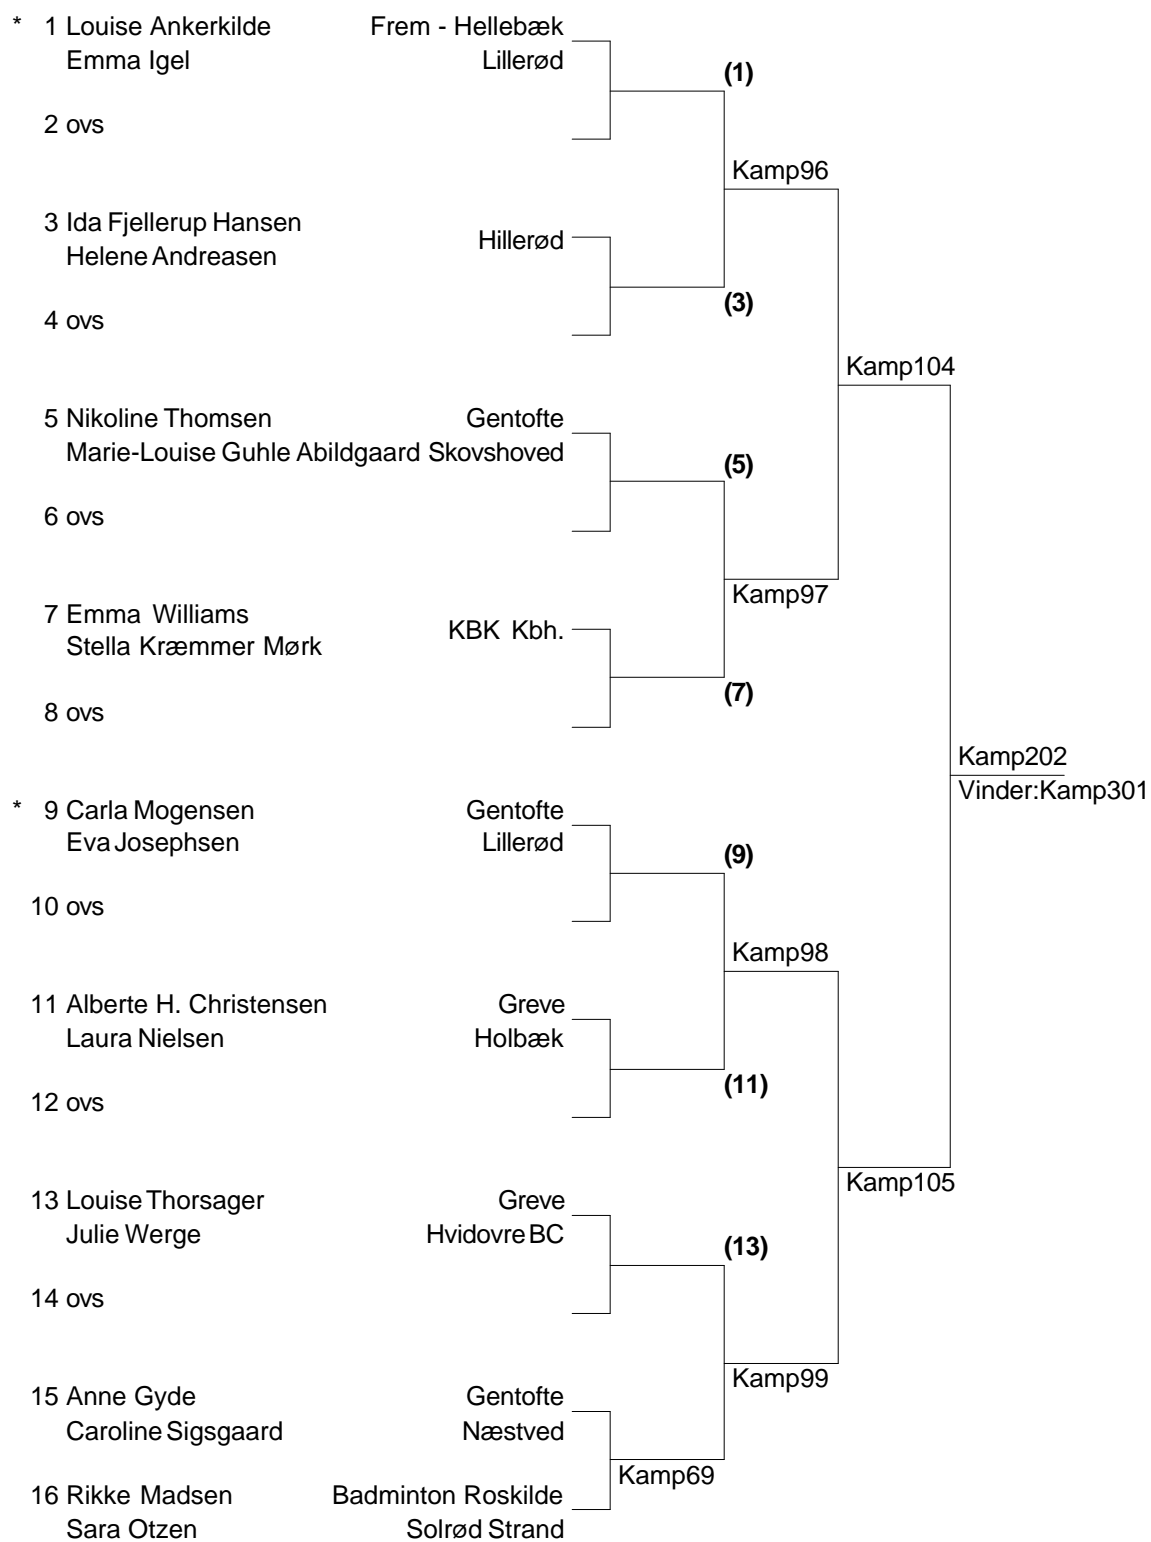 * 1 Louise Ankerkilde Frem - Hellebæk
Emma Igel Lillerød
(1)
2 ovs
Kamp96
3 Ida Fjellerup Hansen
Hillerød
Helene Andreasen
(3)
4 ovs
Kamp104
5 Nikoline Thomsen Gentofte
Marie-Louise Guhle Abildgaard Skovshoved
(5)
6 ovs
Kamp97
7 Emma Williams
KBK Kbh.
Stella Kræmmer Mørk
(7)
8 ovs
Kamp202
Vinder:Kamp301
* 9 Carla Mogensen Gentofte
Eva Josephsen Lillerød
(9)
10 ovs
Kamp98
11 Alberte H. Christensen Greve
Laura Nielsen Holbæk
(11)
12 ovs
Kamp105
13 Louise Thorsager Greve
Julie Werge Hvidovre BC
(13)
14 ovs
Kamp99
15 Anne Gyde Gentofte
Caroline Sigsgaard Næstved
Kamp69
16 Rikke Madsen Badminton Roskilde
Sara Otzen Solrød Strand